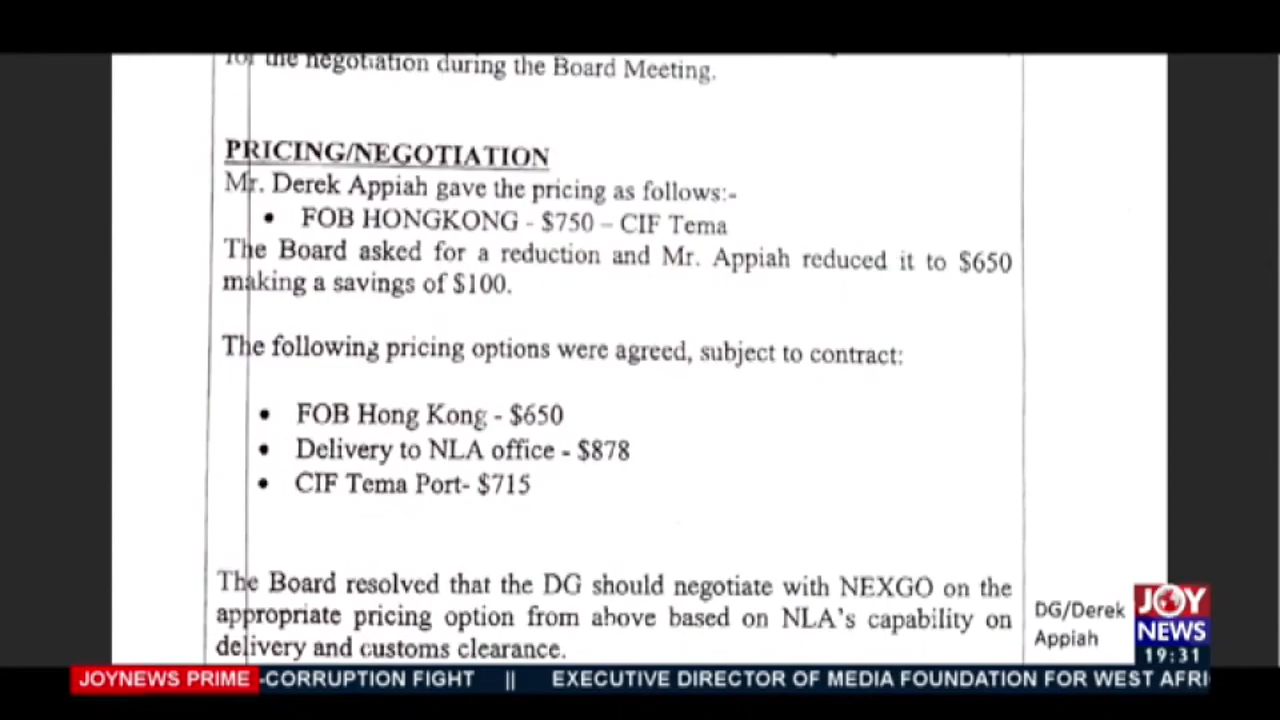 for the negotiation during the Board Meeting.
PRICING/NEGOTIATION
Mr. Derek Appiah gave the pricing as follows:-
• FOB HONGKONG - $750 – CIF Tema
The Board asked for a reduction and Mr. Appiah reduced it to $650
making a savings of $100.
The following pricing options were agreed, subject to contract:
• FOB Hong Kong - $650
• Delivery to NLA office - $878
• CIF Tema Port- $715
The Board resolved that the DG should negotiate with NEXGO on the
appropriate pricing option from above based on NLA's capability on
delivery and customs clearance.
DG/Derek
Appiah
JOY
NEWS
19:31
JOYNEWS PRIME -CORRUPTION FIGHT || EXECUTIVE DIRECTOR OF MEDIA FOUNDATION FOR WEST AFRI